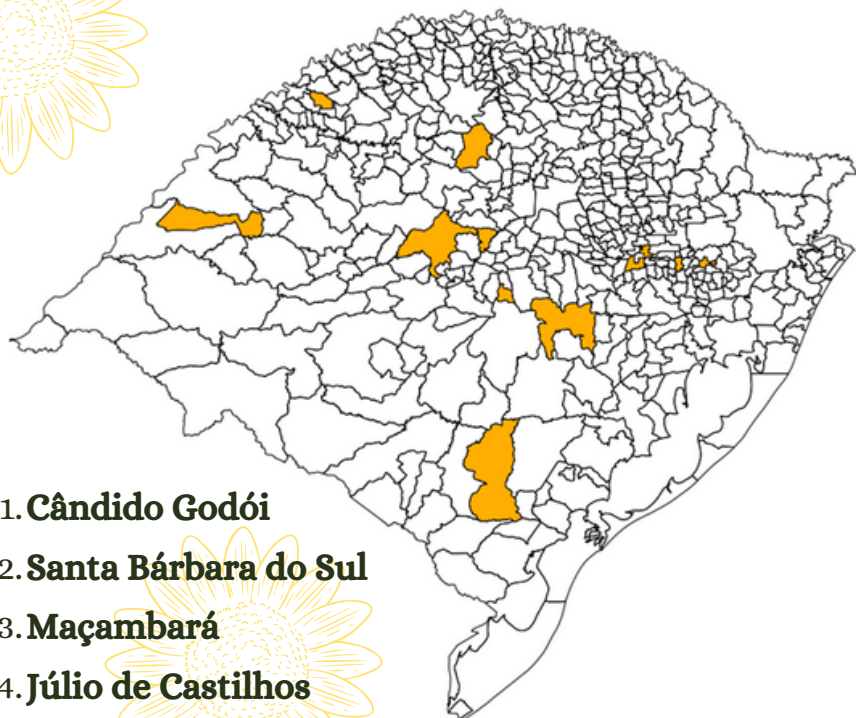 1. Cândido Godói
2. Santa Bárbara do Sul
3. Maçambará
4. Júlio de Castilhos